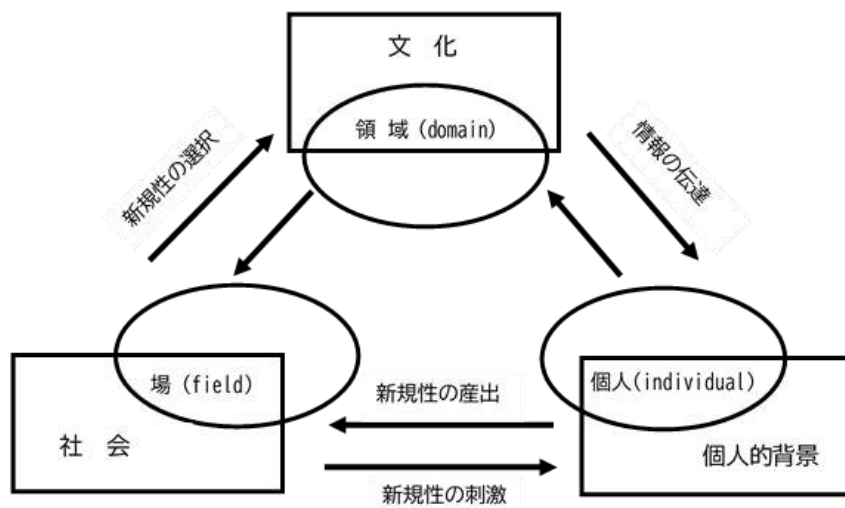 文 化
領 域 (domain)
新規性の選択
情報の伝達
場 (field)
社 会
新規性の産出
新規性の刺激
個人(individual)
個人的背景